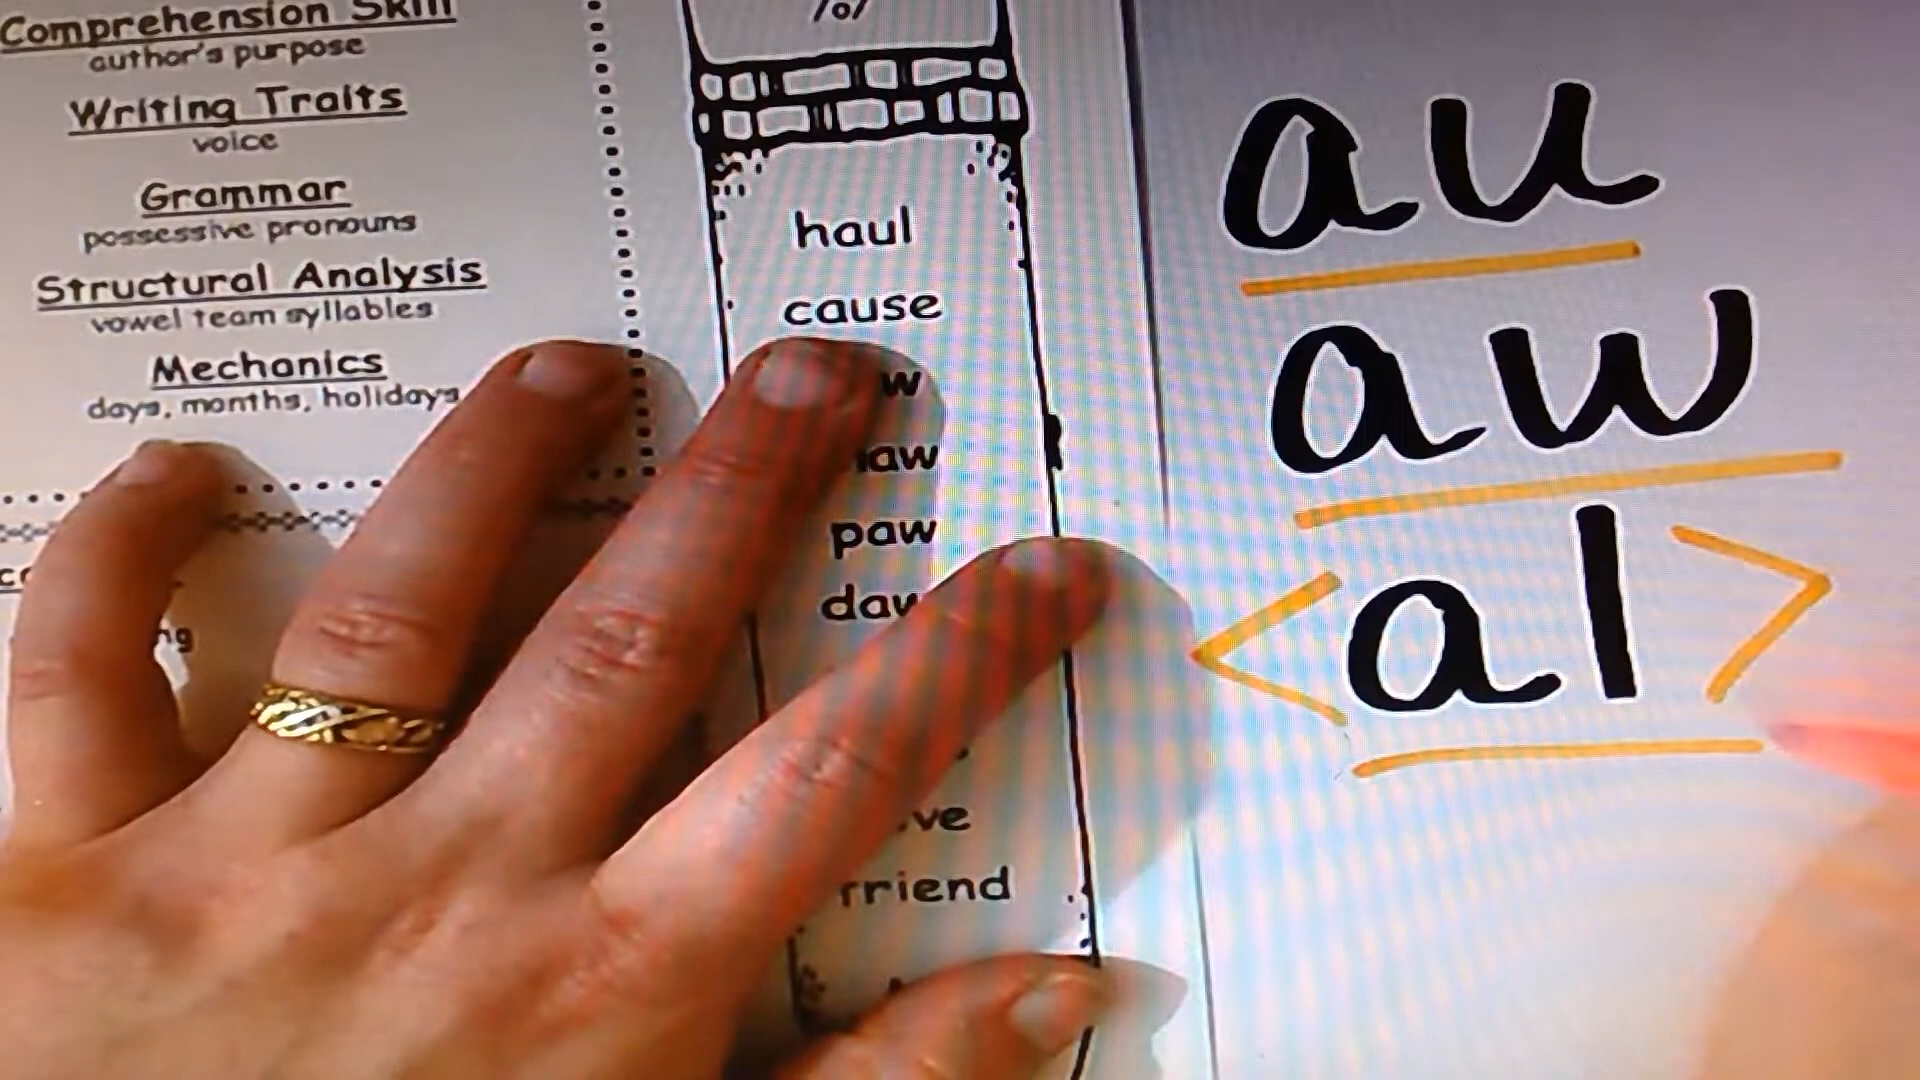 Comprehension Skill
author's purpose
Writing Traits
voice
Grammar
possessive pronouns
Structural Analysis
vowel team syllables
Mechanics
days, months, holidays
/o/
haul
cause
paw
friend
au
aw
<al>